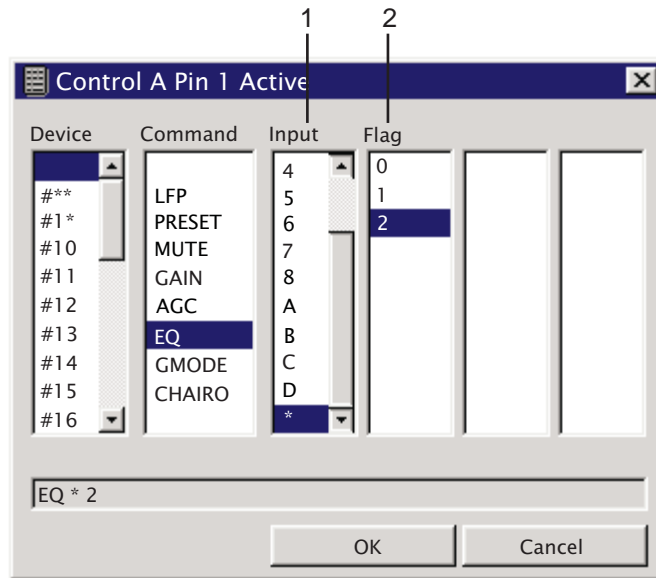 1 2
Control A Pin 1 Active
Device Command Input Flag
4 0
#** LFP 5 1
#1* PRESET 6 2
#10 MUTE 7
#11 GAIN 8
#12 AGC A
#13 EQ B
#14 GMODE C
#15 CHAIRO D
#16 *
EQ * 2
OK Cancel